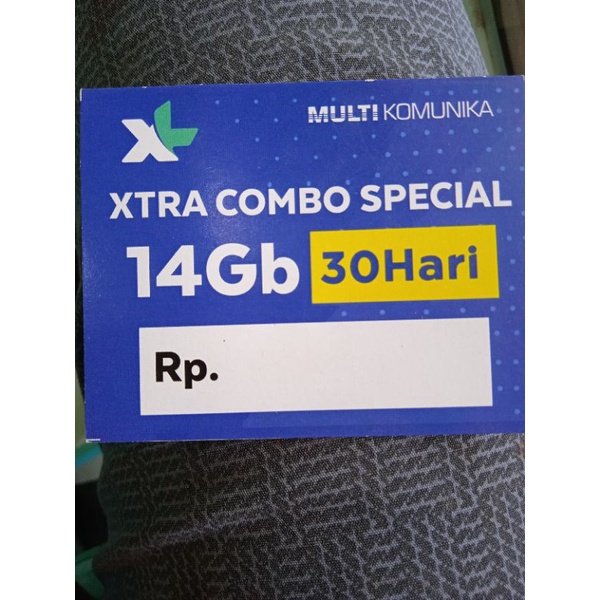 XL
MULTI KOMUNIKA
XTRA COMBO SPECIAL
14Gb 30Hari
Rp.